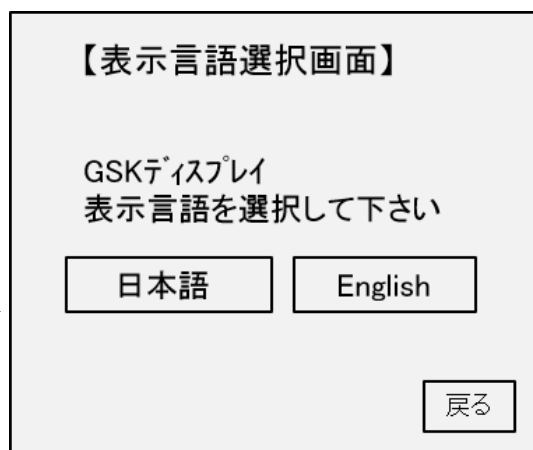 【表示言語選択画面】
GSKディスプレイ
表示言語を選択して下さい
日本語
English
戻る